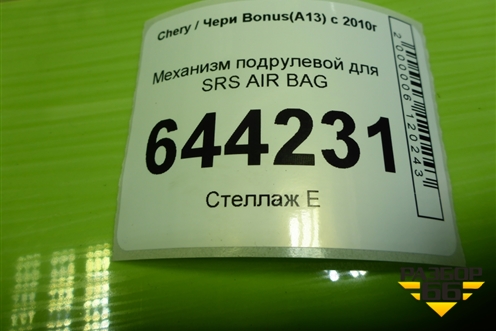 Chery / Чери Bonus(A13) с 2010г
Механизм подрулевой для
SRS AIR BAG
644231
Стеллаж Е
2000006120243
РАЗБОР
66